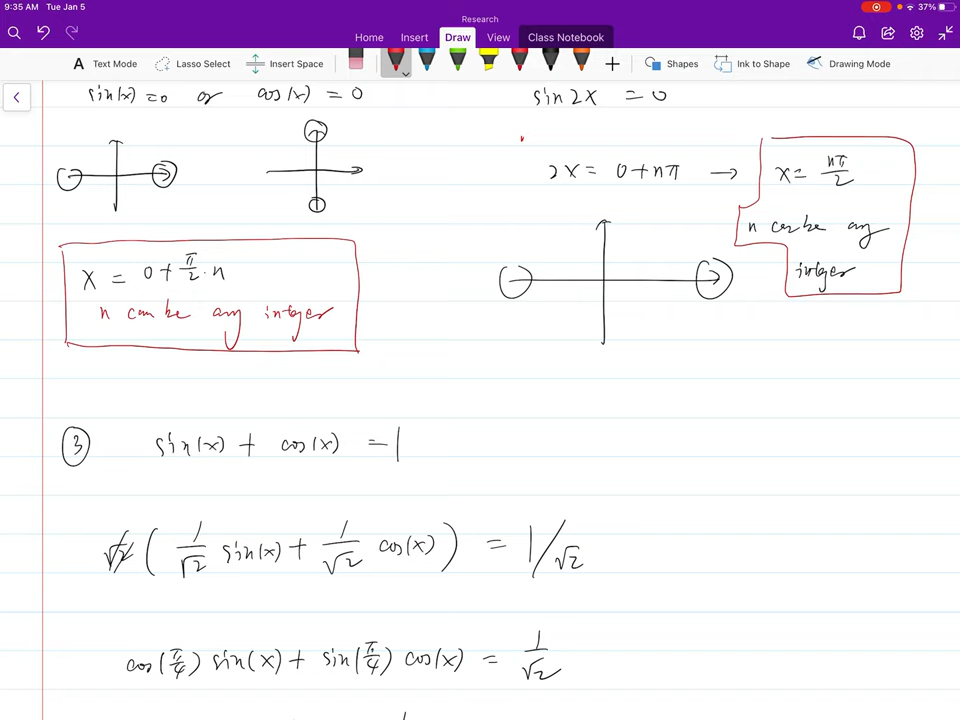 9:35 AM Tue Jan 5
37%
Research
Home Insert Draw View Class Notebook
Text Mode Lasso Select Insert Space Shapes Ink to Shape Drawing Mode
sin(x) = 0 or cos(x) = 0
sin 2x = 0
2x = 0 + nπ → x = nπ/2
n can be any
integer
x = 0 + π/2 · n
n can be any integer
③ sin(x) + cos(x) = 1
√2 ( 1/√2 sin(x) + 1/√2 cos(x) ) = 1/√2
cos(π/4) sin(x) + sin(π/4) cos(x) = 1/√2